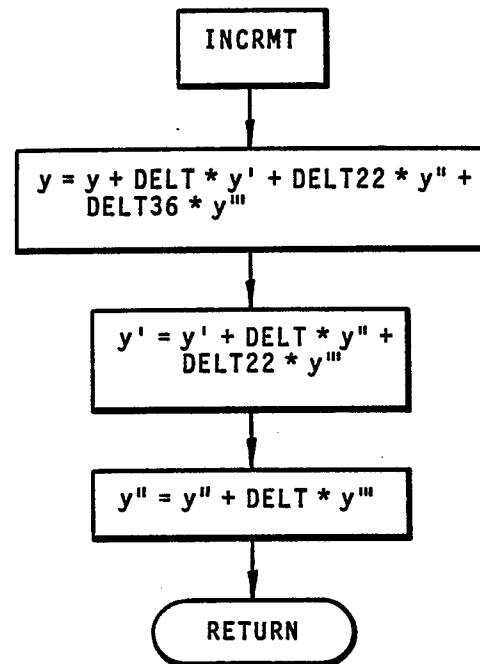 INCRMT
y = y + DELT * y' + DELT22 * y" +
DELT36 * y"'
y' = y' + DELT * y" +
DELT22 * y"'
y" = y" + DELT * y"'
RETURN